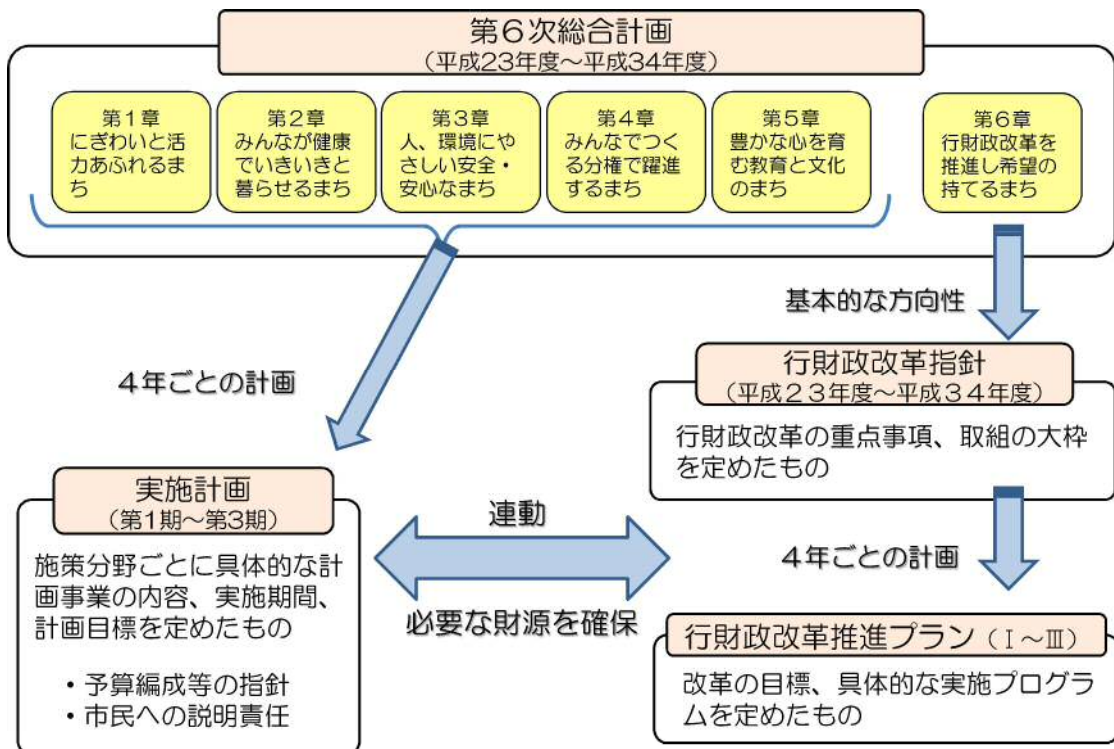 第６次総合計画
（平成23年度～平成34年度）
第１章
にぎわいと活
力あふれるま
ち
第２章
みんなが健康
でいきいきと
暮らせるまち
第３章
人、環境にや
さしい安全・
安心なまち
第４章
みんなでつく
る分権で躍進
するまち
第５章
豊かな心を育
む教育と文化
のまち
第６章
行財政改革を
推進し希望の
持てるまち
基本的な方向性
４年ごとの計画
行財政改革指針
（平成２３年度～平成３４年度）
行財政改革の重点事項、取組の大枠
を定めたもの
実施計画
（第1期～第3期）
施策分野ごとに具体的な計
画事業の内容、実施期間、
計画目標を定めたもの
・予算編成等の指針
・市民への説明責任
連動
必要な財源を確保
４年ごとの計画
行財政改革推進プラン（Ⅰ～Ⅲ）
改革の目標、具体的な実施プログラ
ムを定めたもの